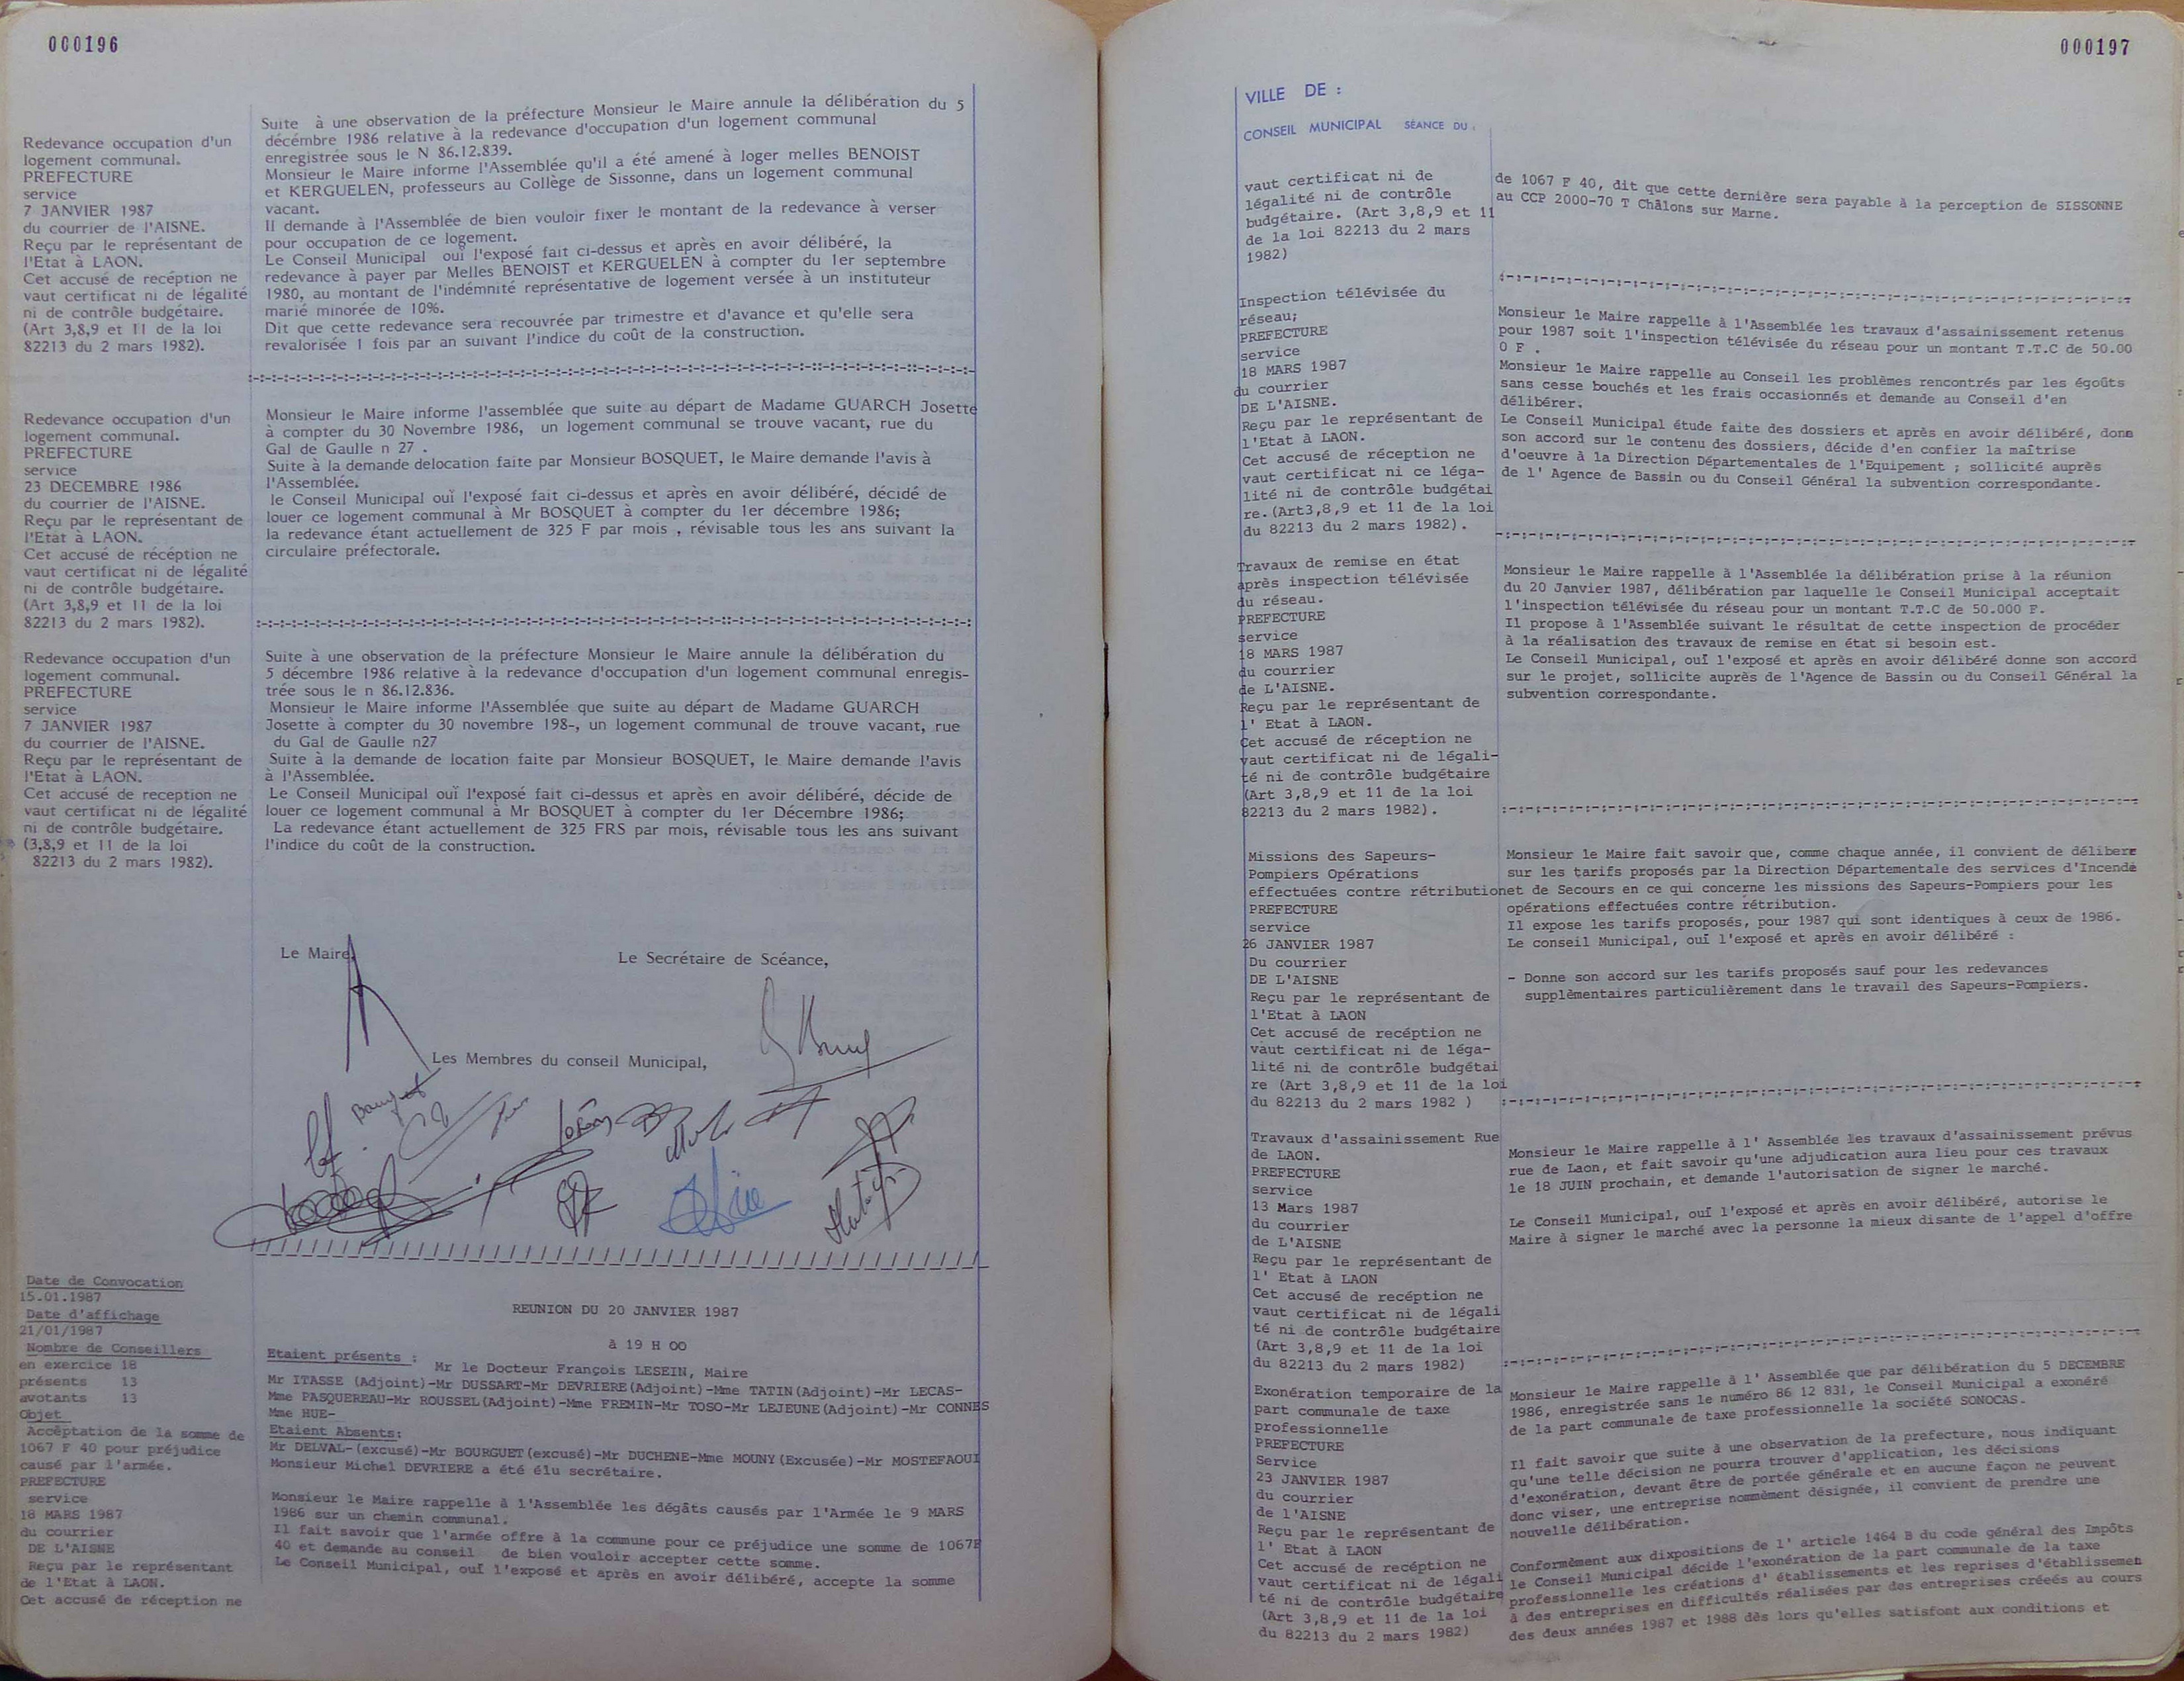 000196
Redevance occupation d'un
logement communal.
PREFECTURE
service
7 JANVIER 1987
du courrier de l'AISNE.
Reçu par le représentant de
l'Etat à LAON.
Cet accusé de récéption ne
vaut certificat ni de légalité
ni de contrôle budgétaire.
(Art 3,8,9 et 11 de la loi
82213 du 2 mars 1982).
Suite à une observation de la préfecture Monsieur le Maire annule la délibération du 5
décémbre 1986 relative à la redevance d'occupation d'un logement communal
enregistrée sous le N 86.12.839.
Monsieur le Maire informe l'Assemblée qu'il a été amené à loger melles BENOIST
et KERGUELEN, professeurs au Collège de Sissonne, dans un logement communal
vacant.
Il demande à l'Assemblée de bien vouloir fixer le montant de la redevance à verser
pour occupation de ce logement.
Le Conseil Municipal ouï l'exposé fait ci-dessus et après en avoir délibéré, la
redevance à payer par Melles BENOIST et KERGUELEN à compter du 1er septembre
1980, au montant de l'indémnité représentative de logement versée à un instituteur
marié minorée de 10%.
Dit que cette redevance sera recouvrée par trimestre et d'avance et qu'elle sera
revalorisée 1 fois par an suivant l'indice du coût de la construction.
Redevance occupation d'un
logement communal.
PREFECTURE
service
23 DECEMBRE 1986
du courrier de l'AISNE.
Reçu par le représentant de
l'Etat à LAON.
Cet accusé de récéption ne
vaut certificat ni de légalité
ni de contrôle budgétaire.
(Art 3,8,9 et 11 de la loi
82213 du 2 mars 1982).
Monsieur le Maire informe l'assemblée que suite au départ de Madame GUARCH Josette
à compter du 30 Novembre 1986, un logement communal se trouve vacant, rue du
Gal de Gaulle n 27 .
Suite à la demande delocation faite par Monsieur BOSQUET, le Maire demande l'avis à
l'Assemblée.
le Conseil Municipal ouï l'exposé fait ci-dessus et après en avoir délibéré, décidé de
louer ce logement communal à Mr BOSQUET à compter du 1er décembre 1986;
la redevance étant actuellement de 325 F par mois , révisable tous les ans suivant la
circulaire préfectorale.
Redevance occupation d'un
logement communal.
PREFECTURE
service
7 JANVIER 1987
du courrier de l'AISNE.
Reçu par le représentant de
l'Etat à LAON.
Cet accusé de reception ne
vaut certificat ni de légalité
ni de contrôle budgétaire.
(3,8,9 et 11 de la loi
82213 du 2 mars 1982).
Suite à une observation de la préfecture Monsieur le Maire annule la délibération du
5 décembre 1986 relative à la redevance d'occupation d'un logement communal enregis-
trée sous le n 86.12.836.
Monsieur le Maire informe l'Assemblée que suite au départ de Madame GUARCH
Josette à compter du 30 novembre 198-, un logement communal de trouve vacant, rue
du Gal de Gaulle n27
Suite à la demande de location faite par Monsieur BOSQUET, le Maire demande l'avis
à l'Assemblée.
Le Conseil Municipal ouï l'exposé fait ci-dessus et après en avoir délibéré, décide de
louer ce logement communal à Mr BOSQUET à compter du 1er Décembre 1986;
La redevance étant actuellement de 325 FRS par mois, révisable tous les ans suivant
l'indice du coût de la construction.
Le Maire,
Le Secrétaire de Scéance,
Les Membres du conseil Municipal,
Date de Convocation
15.01.1987
Date d'affichage
21/01/1987
Nombre de Conseillers
en exercice 18
présents 13
avotants 13
Objet
Accéptation de la somme de
1067 F 40 pour préjudice
causé par l'armée.
PREFECTURE
service
18 MARS 1987
du courrier
DE L'AISNE
Reçu par le représentant
de l'Etat à LAON.
Cet accusé de réception ne
REUNION DU 20 JANVIER 1987
à 19 H OO
Etaient présents :
Mr le Docteur François LESEIN, Maire
Mr ITASSE (Adjoint)-Mr DUSSART-Mr DEVRIERE(Adjoint)-Mme TATIN(Adjoint)-Mr LECAS-
Mme PASQUEREAU-Mr ROUSSEL(Adjoint)-Mme FREMIN-Mr TOSO-Mr LEJEUNE(Adjoint)-Mr CONNES
Mme HUE-
Etaient Absents:
Mr DELVAL-(excusé)-Mr BOURGUET(excusé)-Mr DUCHENE-Mme MOUNY(Excusée)-Mr MOSTEFAOUI
Monsieur Michel DEVRIERE a été élu secrétaire.
Monsieur le Maire rappelle à l'Assemblée les dégâts causés par l'Armée le 9 MARS
1986 sur un chemin communal.
Il fait savoir que l'armée offre à la commune pour ce préjudice une somme de 1067F
40 et demande au conseil de bien vouloir accepter cette somme.
Le Conseil Municipal, ouï l'exposé et après en avoir délibéré, accepte la somme
000197
VILLE DE :
CONSEIL MUNICIPAL SÉANCE DU :
vaut certificat ni de
légalité ni de contrôle
budgétaire. (Art 3,8,9 et 11
de la loi 82213 du 2 mars
1982)
de 1067 F 40, dit que cette dernière sera payable à la perception de SISSONNE
au CCP 2000-70 T Châlons sur Marne.
Inspection télévisée du
réseau;
PREFECTURE
service
18 MARS 1987
du courrier
DE L'AISNE.
Reçu par le représentant de
l'Etat à LAON.
Cet accusé de réception ne
vaut certificat ni ce léga-
lité ni de contrôle budgétai
re.(Art3,8,9 et 11 de la loi
du 82213 du 2 mars 1982).
Monsieur le Maire rappelle à l'Assemblée les travaux d'assainissement retenus
pour 1987 soit l'inspection télévisée du réseau pour un montant T.T.C de 50.00
0 F .
Monsieur le Maire rappelle au Conseil les problèmes rencontrés par les égoûts
sans cesse bouchés et les frais occasionnés et demande au Conseil d'en
délibérer.
Le Conseil Municipal étude faite des dossiers et après en avoir délibéré, donne
son accord sur le contenu des dossiers, décide d'en confier la maîtrise
d'oeuvre à la Direction Départementales de l'Equipement ; sollicité auprès
de l' Agence de Bassin ou du Conseil Général la subvention correspondante.
Travaux de remise en état
après inspection télévisée
du réseau.
PREFECTURE
service
18 MARS 1987
du courrier
de L'AISNE.
Reçu par le représentant de
l' Etat à LAON.
Cet accusé de réception ne
vaut certificat ni de légali-
té ni de contrôle budgétaire
(Art 3,8,9 et 11 de la loi
82213 du 2 mars 1982).
Monsieur le Maire rappelle à l'Assemblée la délibération prise à la réunion
du 20 Janvier 1987, délibération par laquelle le Conseil Municipal acceptait
l'inspection télévisée du réseau pour un montant T.T.C de 50.000 F.
Il propose à l'Assemblée suivant le résultat de cette inspection de procéder
à la réalisation des travaux de remise en état si besoin est.
Le Conseil Municipal, ouï l'exposé et après en avoir délibéré donne son accord
sur le projet, sollicite auprès de l'Agence de Bassin ou du Conseil Général la
subvention correspondante.
Missions des Sapeurs-
Pompiers Opérations
effectuées contre rétribution
PREFECTURE
service
26 JANVIER 1987
Du courrier
DE L'AISNE
Reçu par le représentant de
l'Etat à LAON
Cet accusé de recéption ne
vaut certificat ni de léga-
lité ni de contrôle budgétai
re (Art 3,8,9 et 11 de la loi
du 82213 du 2 mars 1982 )
Monsieur le Maire fait savoir que, comme chaque année, il convient de délibere
sur les tarifs proposés par la Direction Départementale des services d'Incende
et de Secours en ce qui concerne les missions des Sapeurs-Pompiers pour les
opérations effectuées contre rétribution.
Il expose les tarifs proposés, pour 1987 qui sont identiques à ceux de 1986.
Le conseil Municipal, ouï l'exposé et après en avoir délibéré :
- Donne son accord sur les tarifs proposés sauf pour les redevances
supplèmentaires particulièrement dans le travail des Sapeurs-Pompiers.
Travaux d'assainissement Rue
de LAON.
PREFECTURE
service
13 Mars 1987
du courrier
de L'AISNE
Reçu par le représentant de
l' Etat à LAON
Cet accusé de recéption ne
vaut certificat ni de légali
té ni de contrôle budgétaire
(Art 3,8,9 et 11 de la loi
du 82213 du 2 mars 1982)
Monsieur le Maire rappelle à l' Assemblée les travaux d'assainissement prévus
rue de Laon, et fait savoir qu'une adjudication aura lieu pour ces travaux
le 18 JUIN prochain, et demande l'autorisation de signer le marché.
Le Conseil Municipal, ouï l'exposé et après en avoir délibéré, autorise le
Maire à signer le marché avec la personne la mieux disante de l'appel d'offre
Exonération temporaire de la
part communale de taxe
professionnelle
PREFECTURE
Service
23 JANVIER 1987
du courrier
de l'AISNE
Reçu par le représentant de
l' Etat à LAON
Cet accusé de recéption ne
vaut certificat ni de légali
té ni de contrôle budgétaire
(Art 3,8,9 et 11 de la loi
du 82213 du 2 mars 1982)
Monsieur le Maire rappelle à l' Assemblée que par délibération du 5 DECEMBRE
1986, enregistrée sans le numéro 86 12 831, le Conseil Municipal a exonéré
de la part communale de taxe professionnelle la société SONOCAS.
Il fait savoir que suite à une observation de la prefecture, nous indiquant
qu'une telle décision ne pourra trouver d'application, les décisions
d'exonération, devant être de portée générale et en aucune façon ne peuvent
donc viser, une entreprise nommèment désignée, il convient de prendre une
nouvelle délibération.
Conformèment aux dixpositions de l' article 1464 B du code général des Impôts
le Conseil Municipal décide l'exonération de la part communale de la taxe
professionnelle les créations d' établissements et les reprises d'établissemen
à des entreprises en difficultés réalisées par des entreprises créeés au cours
des deux années 1987 et 1988 dès lors qu'elles satisfont aux conditions et